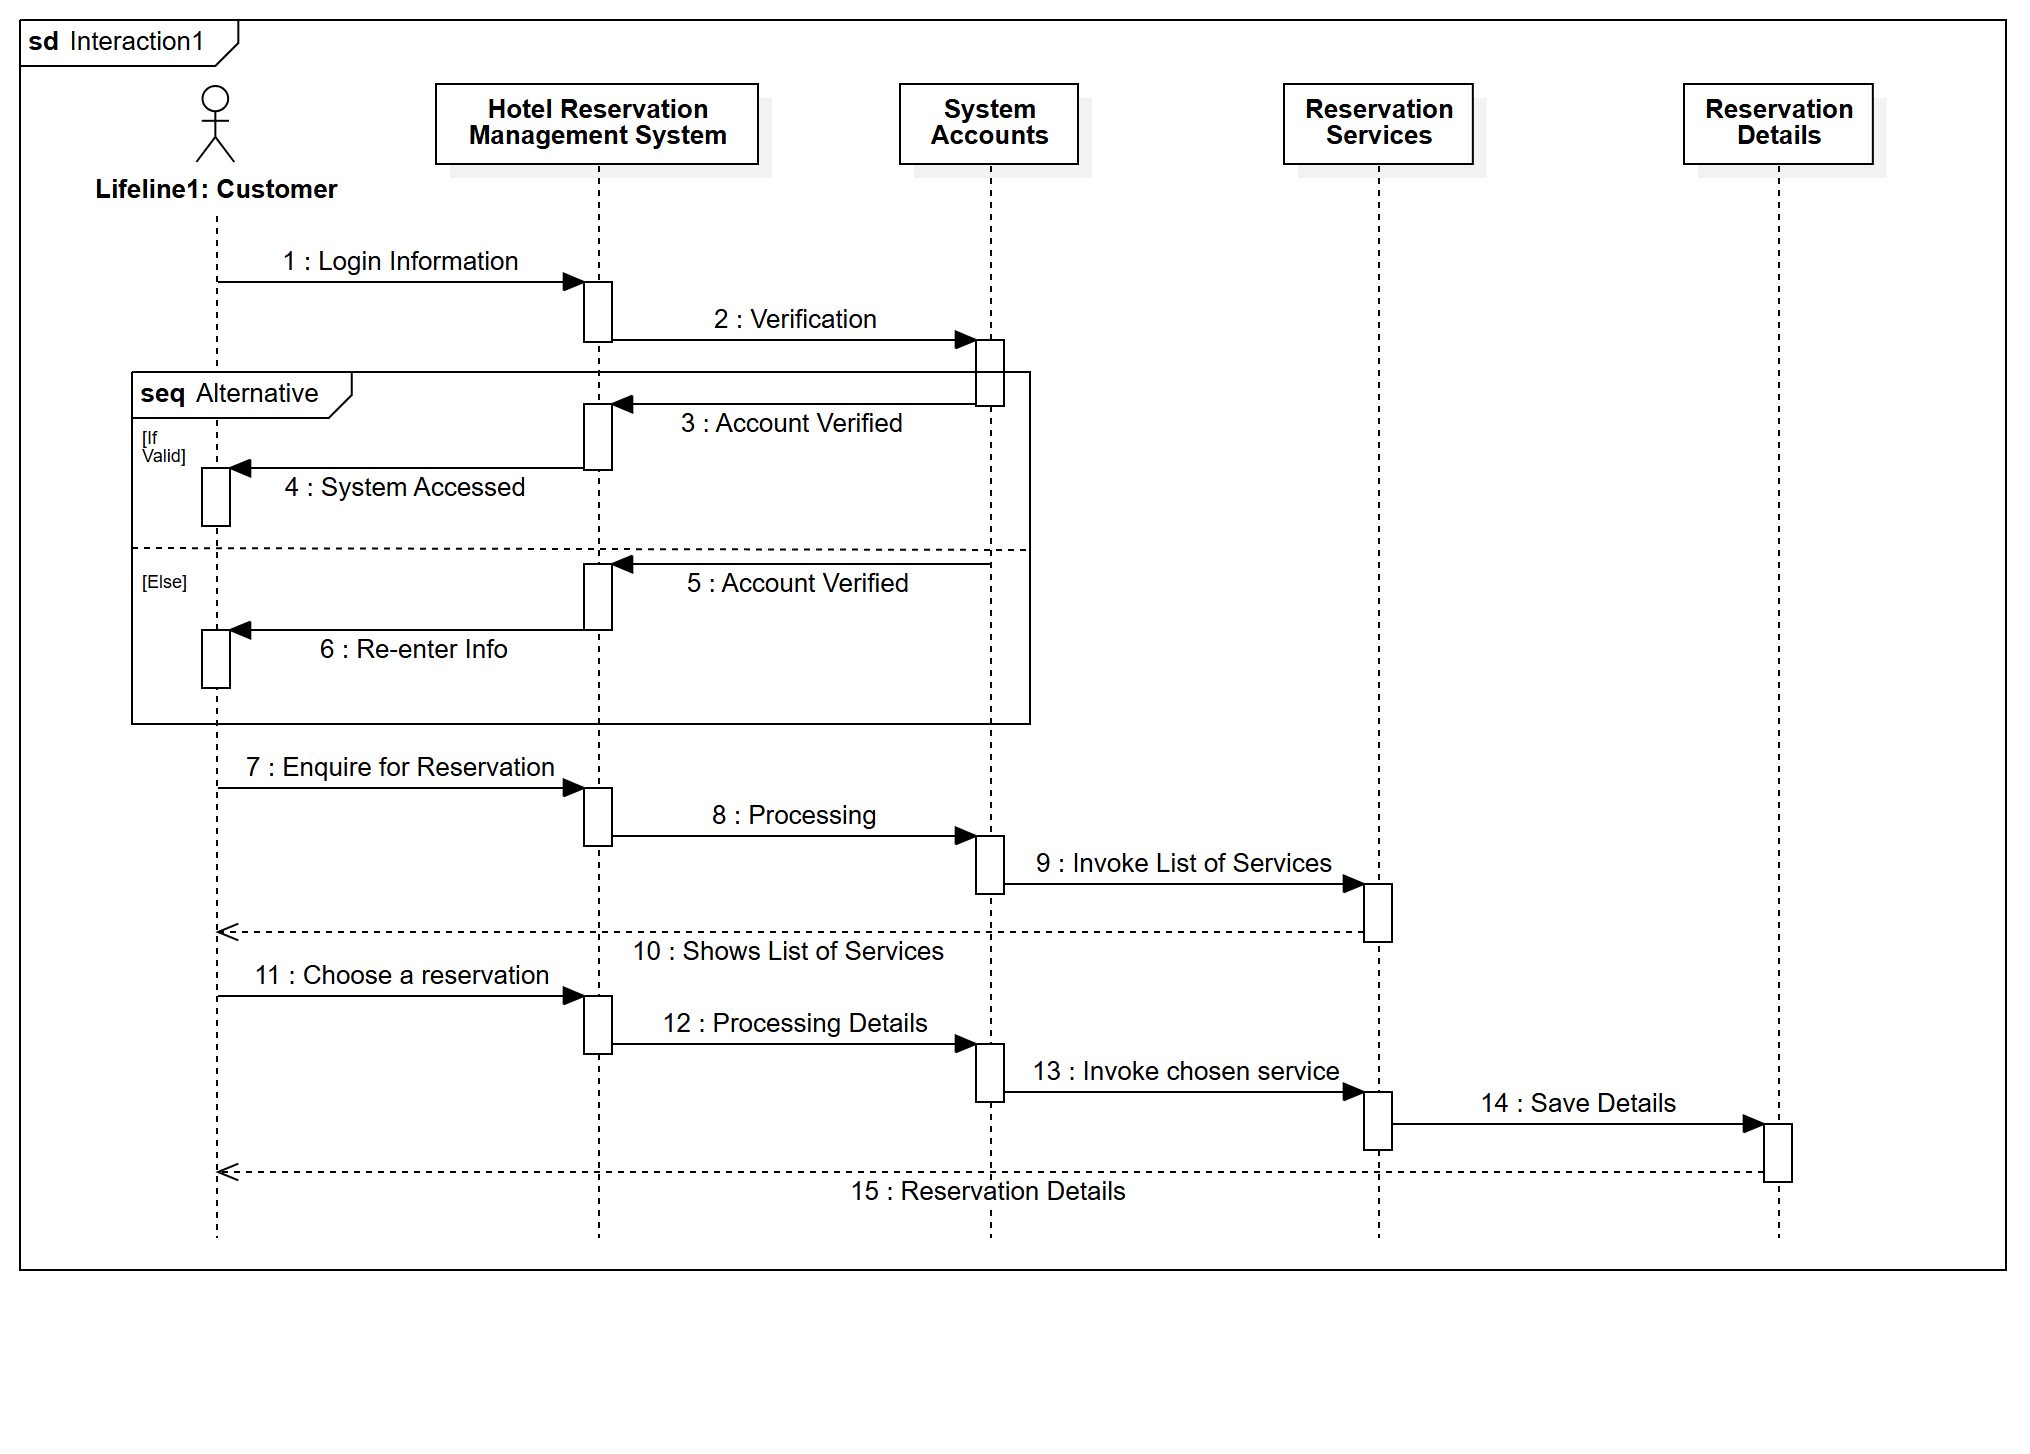 sd Interaction1
Hotel Reservation
Management System
System
Accounts
Reservation
Services
Reservation
Details
Lifeline1: Customer
1 : Login Information
2 : Verification
seq Alternative
3 : Account Verified
[If
Valid]
4 : System Accessed
5 : Account Verified
[Else]
6 : Re-enter Info
7 : Enquire for Reservation
8 : Processing
9 : Invoke List of Services
10 : Shows List of Services
11 : Choose a reservation
12 : Processing Details
13 : Invoke chosen service
14 : Save Details
15 : Reservation Details